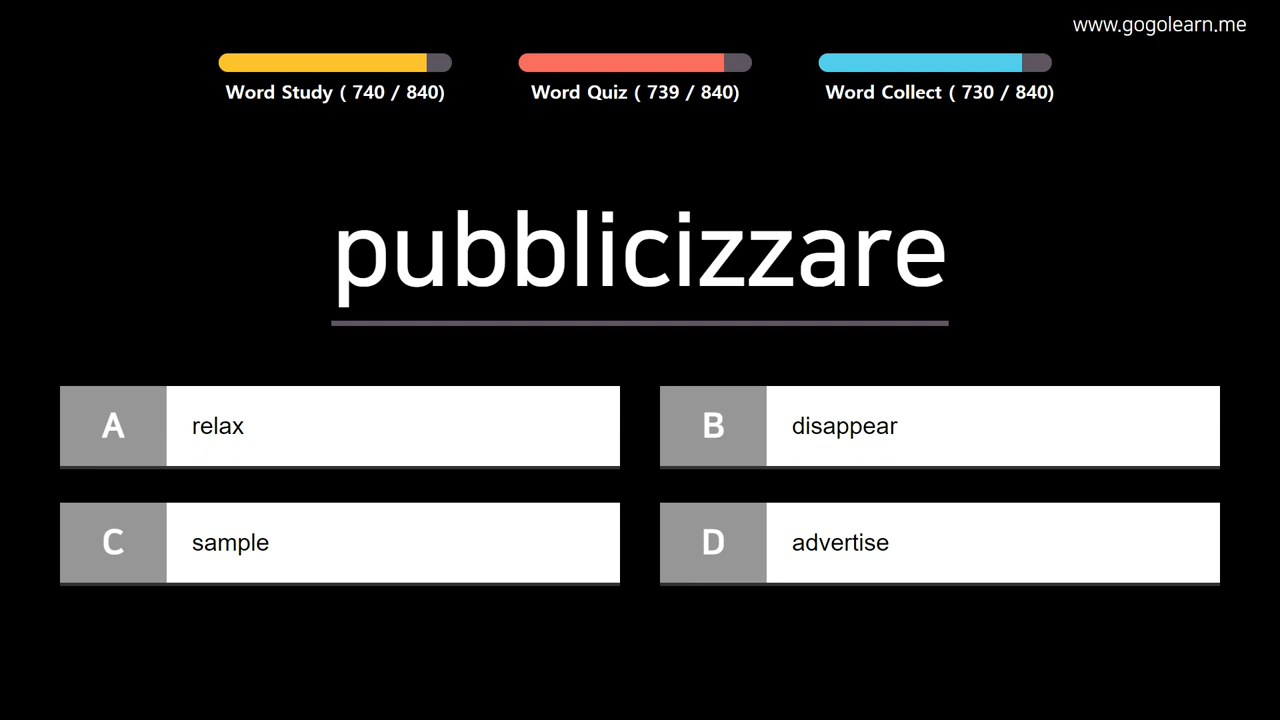 www.gogolearn.me
Word Study ( 740 / 840)
Word Quiz ( 739 / 840)
Word Collect ( 730 / 840)
pubblicizzare
A relax
B disappear
C sample
D advertise